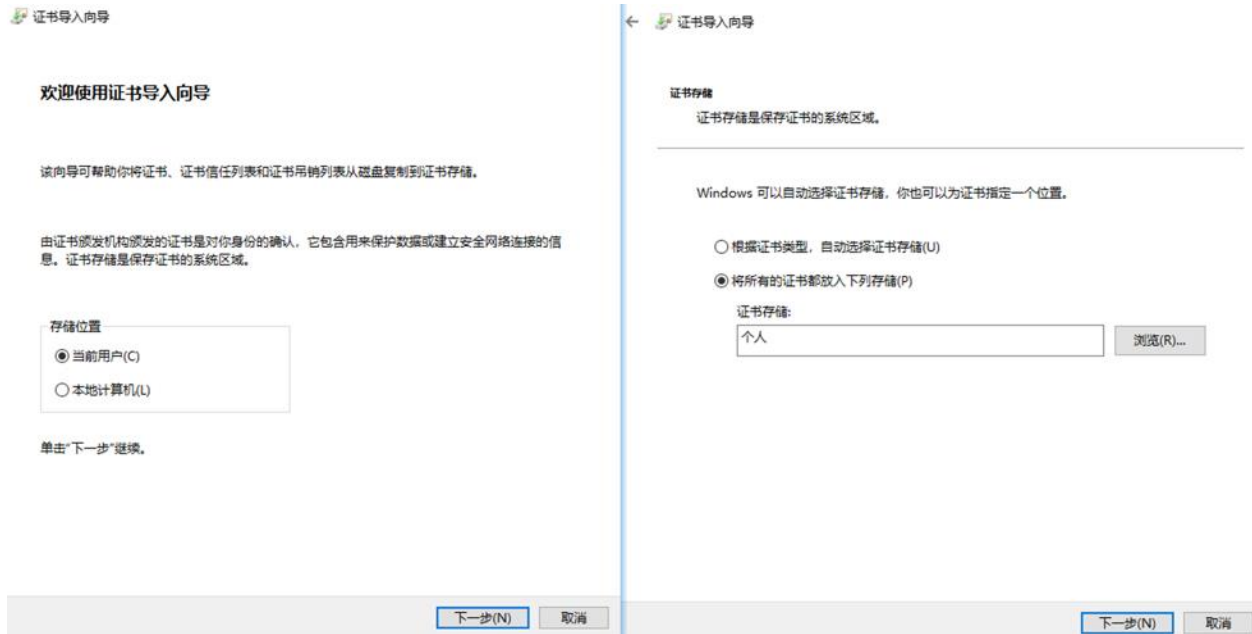 证书导入向导
欢迎使用证书导入向导
该向导可帮助你将证书、证书信任列表和证书吊销列表从磁盘复制到证书存储。
由证书颁发机构颁发的证书是对你身份的确认，它包含用来保护数据或建立安全网络连接的信
息。证书存储是保存证书的系统区域。
存储位置
当前用户(C)
本地计算机(L)
单击“下一步”继续。
下一步(N)
取消
证书导入向导
证书存储
证书存储是保存证书的系统区域。
Windows 可以自动选择证书存储，你也可以为证书指定一个位置。
根据证书类型，自动选择证书存储(U)
将所有的证书都放入下列存储(P)
证书存储:
个人
浏览(R)...
下一步(N)
取消